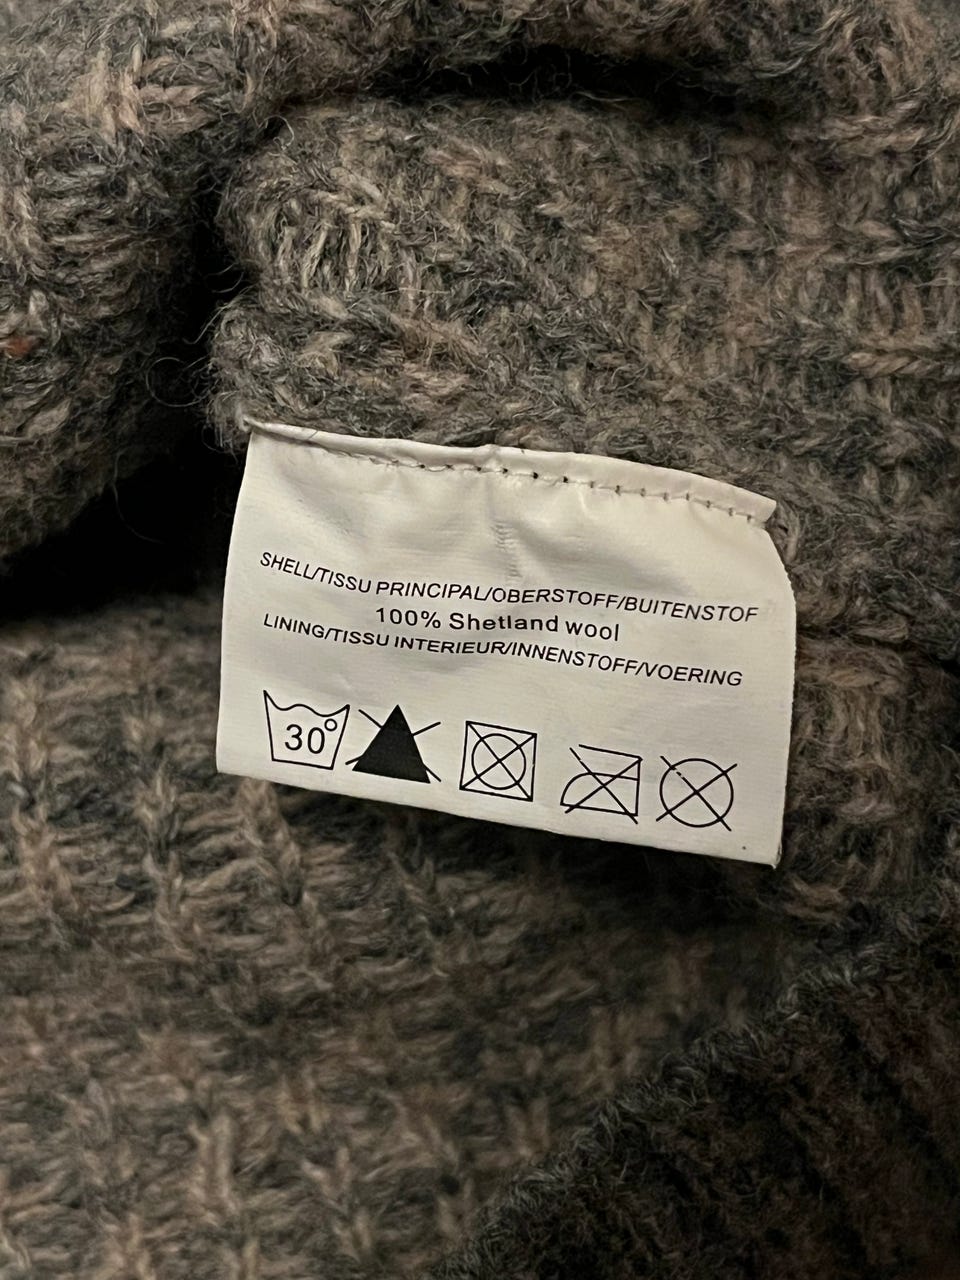 SHELL/TISSU PRINCIPAL/OBERSTOFF/BUITENSTOF
100% Shetland wool
LINING/TISSU INTERIEUR/INNENSTOFF/VOERING
30°